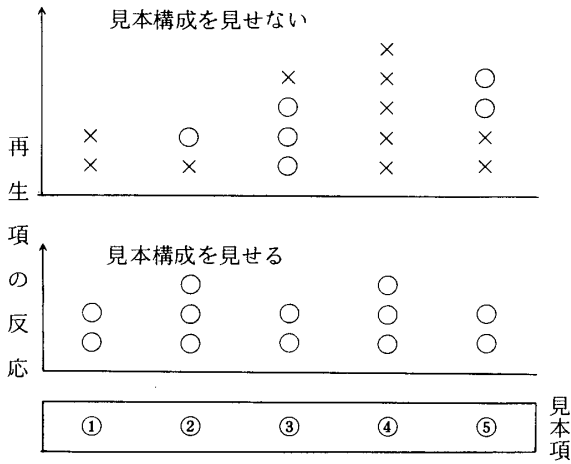 見本構成を見せない
再生項の反応
見本構成を見せる
① ② ③ ④ ⑤
見本項